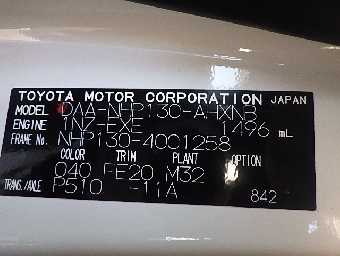 TOYOTA MOTOR CORPORATION JAPAN
MODEL DAA-NHP130-AHXNB
ENGINE 1NZ-FXE 1496 mL
FRAME No. NHP130-4001258
COLOR TRIM PLANT OPTION
040 FE20 M32
TRANS./AXLE P510 -11A 842